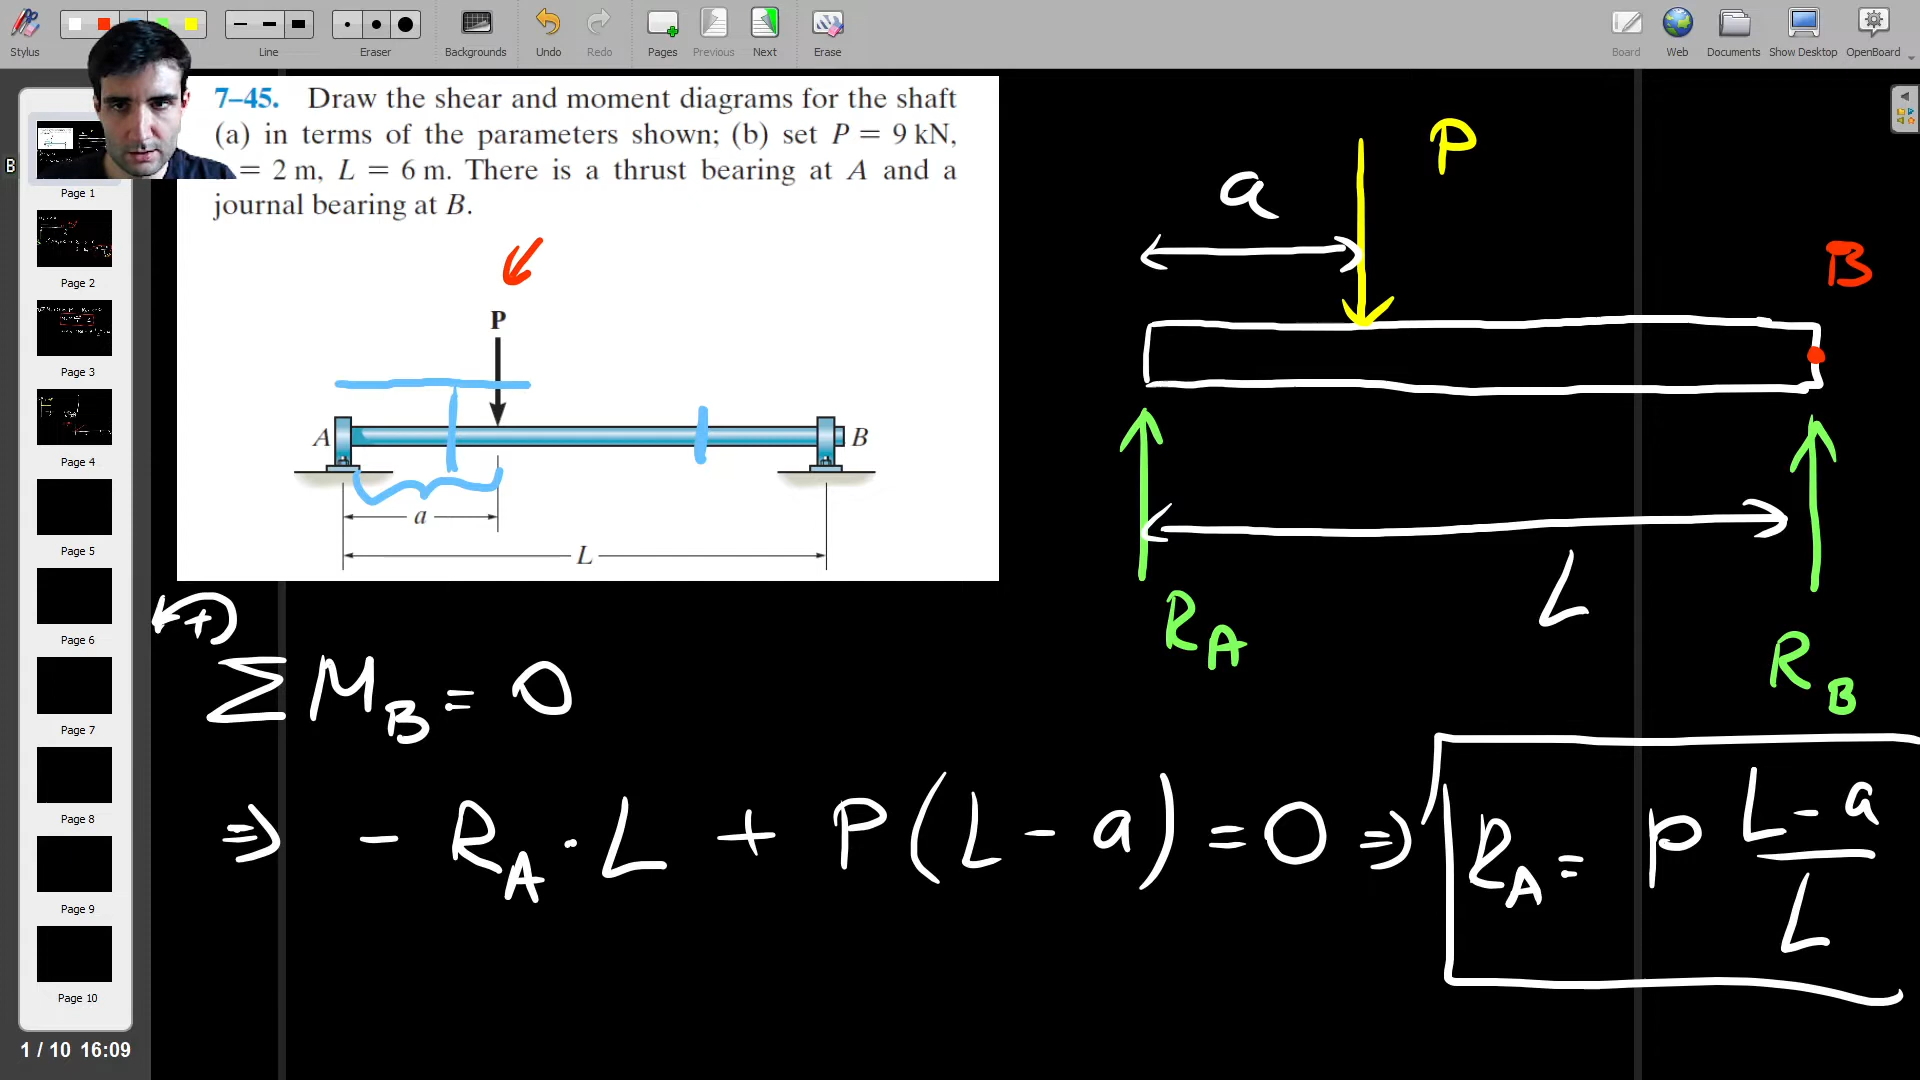 Stylus
Line
Eraser
Backgrounds
Undo
Redo
Pages
Previous
Next
Erase
Board
Web
Documents
Show Desktop
OpenBoard
B
Page 1
Page 2
Page 3
Page 4
Page 5
Page 6
Page 7
Page 8
Page 9
Page 10
1 / 10 16:09
7–45. Draw the shear and moment diagrams for the shaft
(a) in terms of the parameters shown; (b) set P = 9 kN,
= 2 m, L = 6 m. There is a thrust bearing at A and a
journal bearing at B.
P
A
B
a
L
P
a
B
R_A
L
R_B
+
Σ M_B = 0
⇒ - R_A · L + P(L - a) = 0 ⇒ R_A = P (L - a)/L